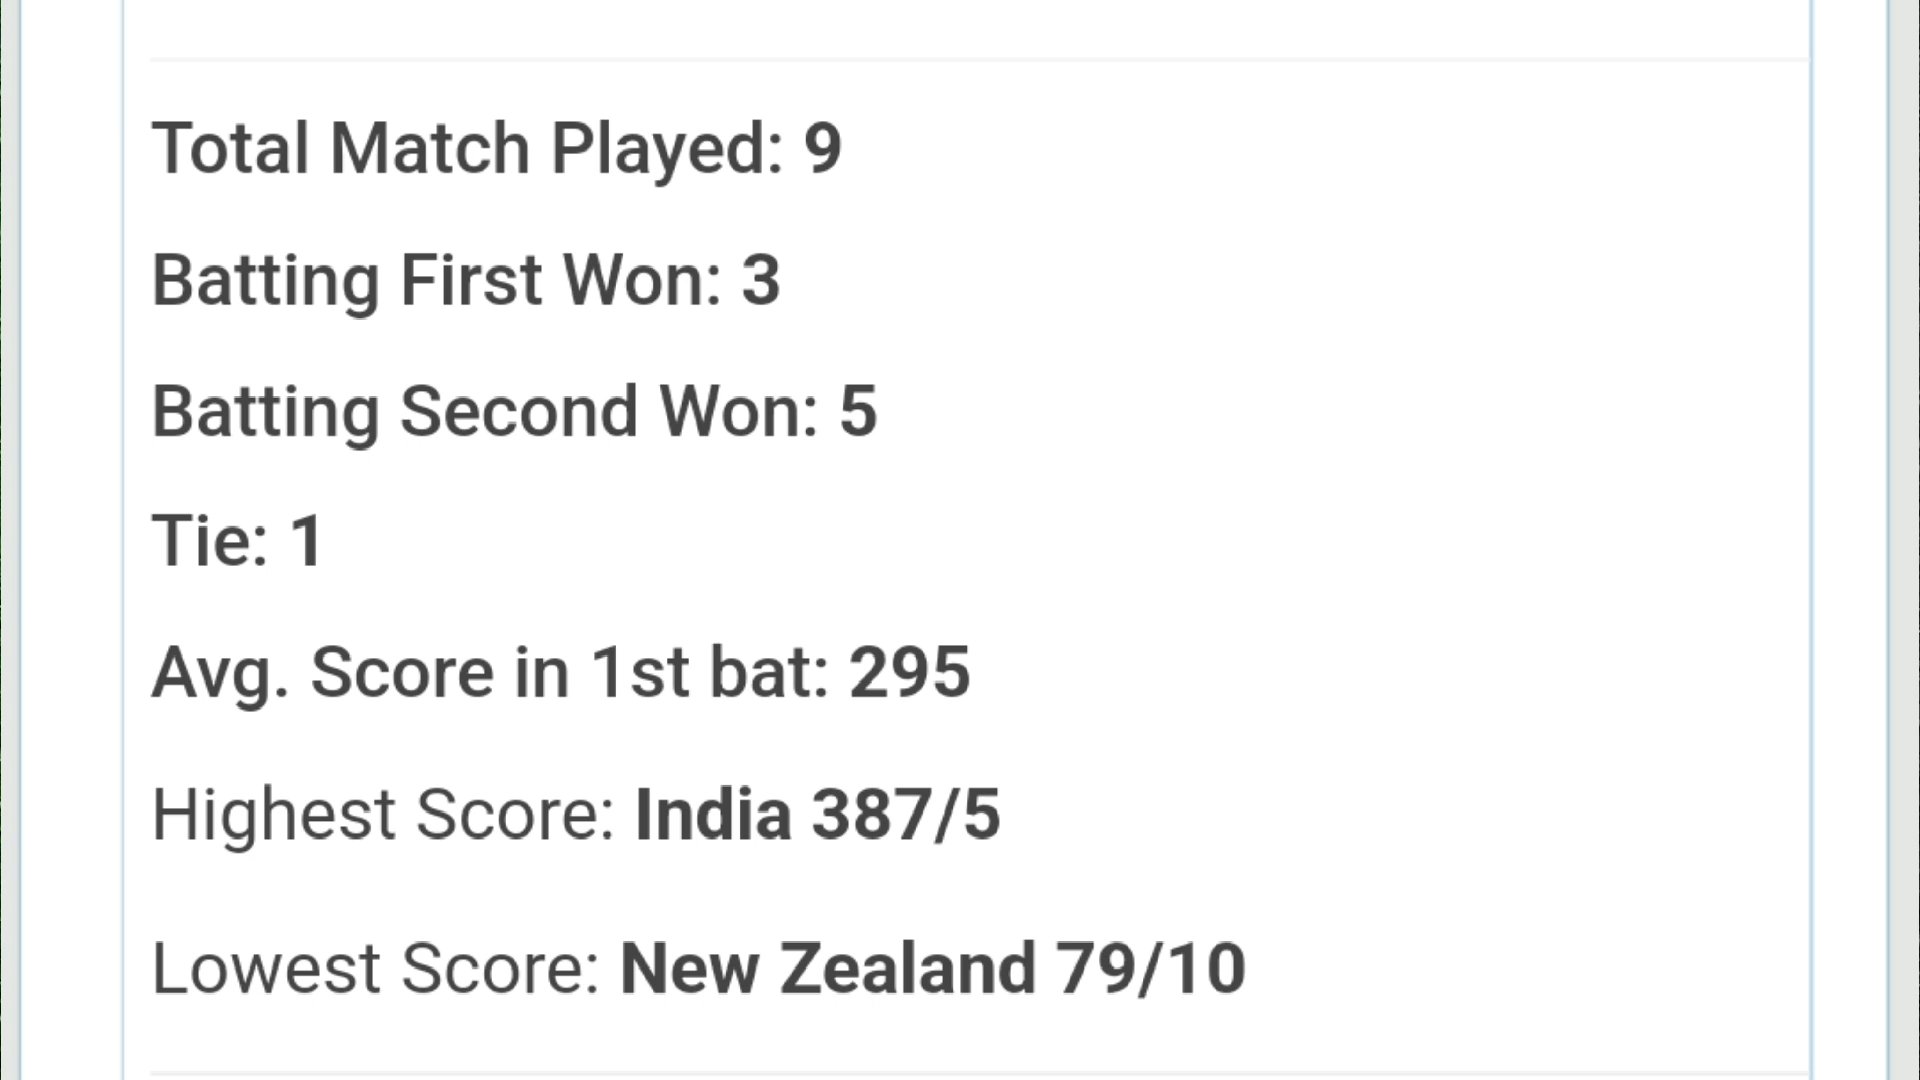 Total Match Played: 9
Batting First Won: 3
Batting Second Won: 5
Tie: 1
Avg. Score in 1st bat: 295
Highest Score: India 387/5
Lowest Score: New Zealand 79/10